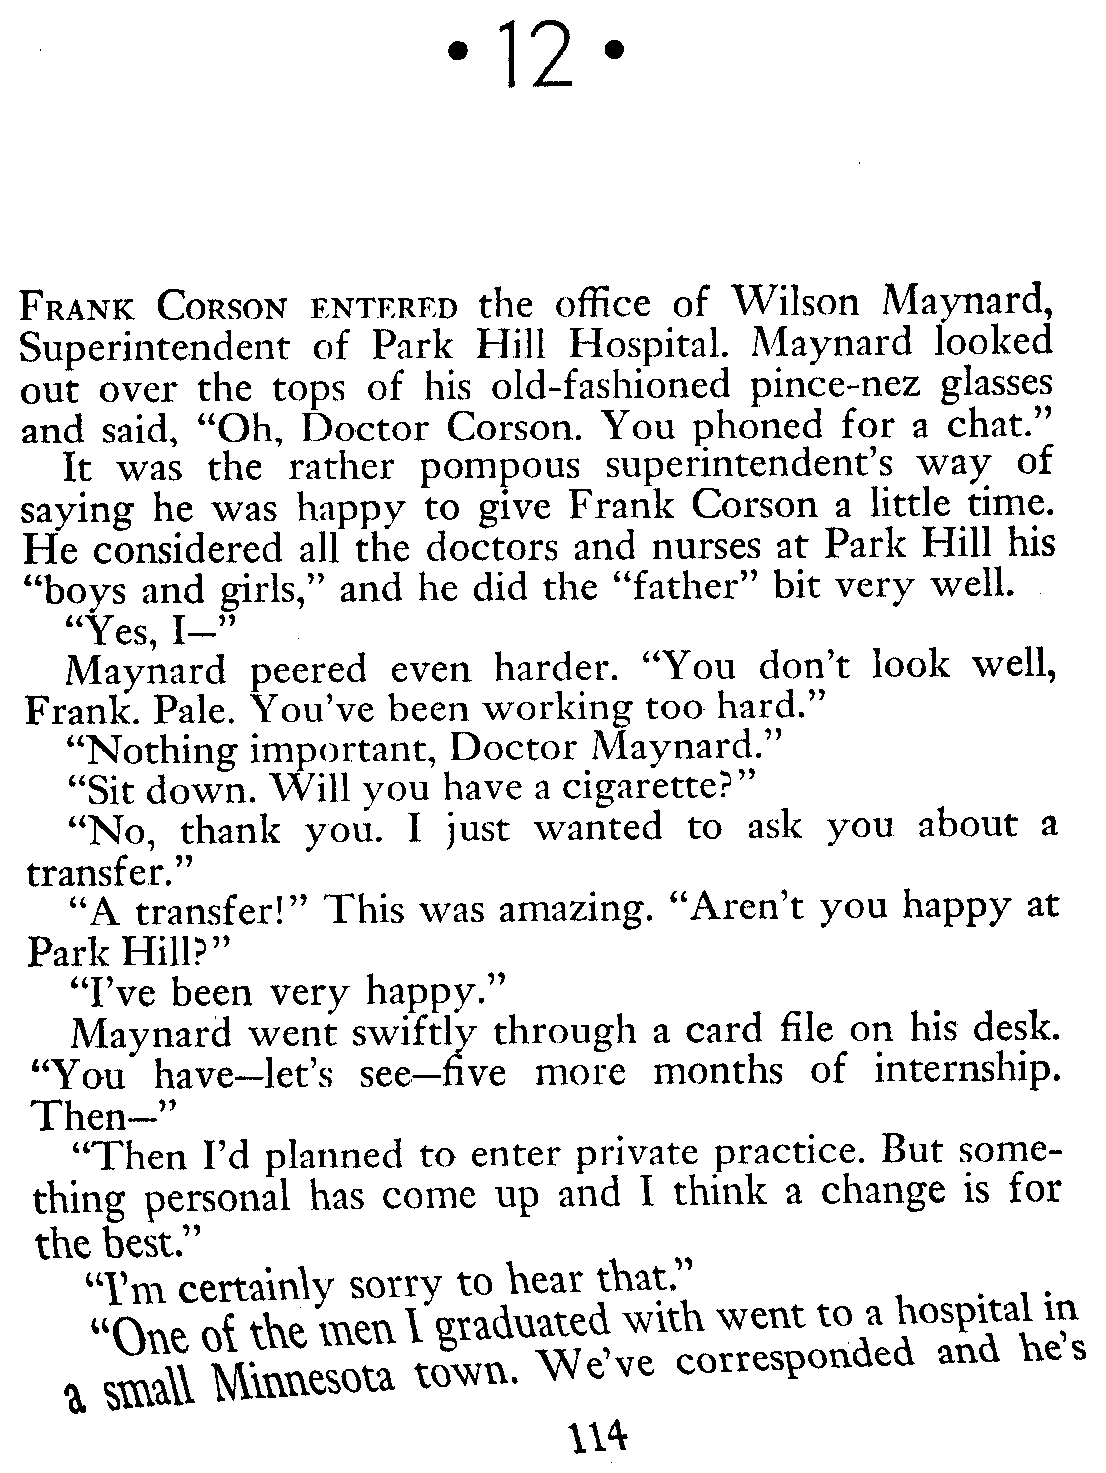 • 12 •
FRANK CORSON ENTERED the office of Wilson Maynard,
Superintendent of Park Hill Hospital. Maynard looked
out over the tops of his old-fashioned pince-nez glasses
and said, “Oh, Doctor Corson. You phoned for a chat.”
It was the rather pompous superintendent’s way of
saying he was happy to give Frank Corson a little time.
He considered all the doctors and nurses at Park Hill his
“boys and girls,” and he did the “father” bit very well.
“Yes, I—”
Maynard peered even harder. “You don’t look well,
Frank. Pale. You’ve been working too hard.”
“Nothing important, Doctor Maynard.”
“Sit down. Will you have a cigarette?”
“No, thank you. I just wanted to ask you about a
transfer.”
“A transfer!” This was amazing. “Aren’t you happy at
Park Hill?”
“I’ve been very happy.”
Maynard went swiftly through a card file on his desk.
“You have—let’s see—five more months of internship.
Then—”
“Then I’d planned to enter private practice. But some-
thing personal has come up and I think a change is for
the best.”
“I’m certainly sorry to hear that.”
“One of the men I graduated with went to a hospital in
a small Minnesota town. We’ve corresponded and he’s
114